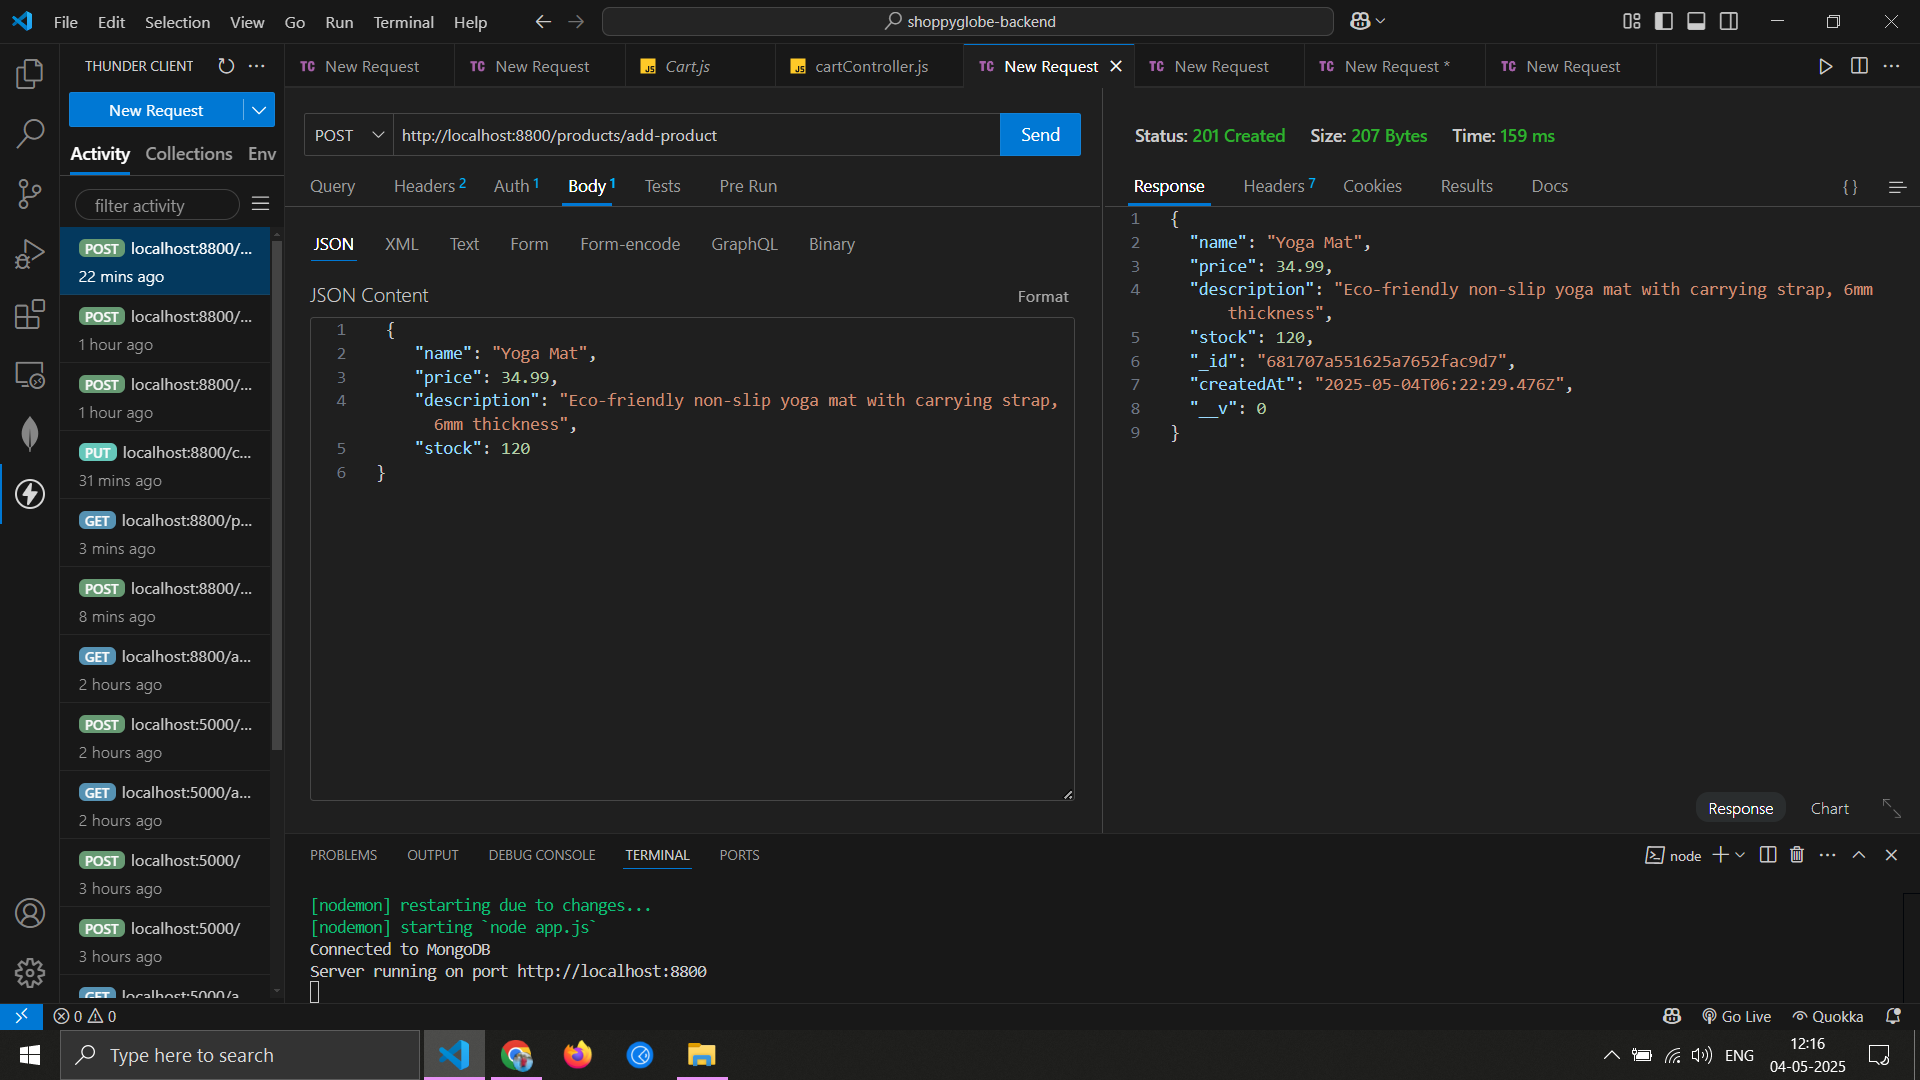 File Edit Selection View Go Run Terminal Help
shoppyglobe-backend
THUNDER CLIENT
New Request
Activity Collections Env
filter activity
POST localhost:8800/...
22 mins ago
POST localhost:8800/...
1 hour ago
POST localhost:8800/...
1 hour ago
PUT localhost:8800/c...
31 mins ago
GET localhost:8800/p...
3 mins ago
POST localhost:8800/...
8 mins ago
GET localhost:8800/a...
2 hours ago
POST localhost:5000/...
2 hours ago
GET localhost:5000/a...
2 hours ago
POST localhost:5000/
3 hours ago
POST localhost:5000/
3 hours ago
GET localhost:5000/a
TC New Request TC New Request JS Cart.js JS cartController.js TC New Request TC New Request TC New Request * TC New Request
POST http://localhost:8800/products/add-product Send
Query Headers 2 Auth 1 Body 1 Tests Pre Run
JSON XML Text Form Form-encode GraphQL Binary
JSON Content Format
1 {
2 "name": "Yoga Mat",
3 "price": 34.99,
4 "description": "Eco-friendly non-slip yoga mat with carrying strap,
6mm thickness",
5 "stock": 120
6 }
Status: 201 Created Size: 207 Bytes Time: 159 ms
Response Headers 7 Cookies Results Docs {}
1 {
2 "name": "Yoga Mat",
3 "price": 34.99,
4 "description": "Eco-friendly non-slip yoga mat with carrying strap, 6mm
thickness",
5 "stock": 120,
6 "_id": "681707a551625a7652fac9d7",
7 "createdAt": "2025-05-04T06:22:29.476Z",
8 "__v": 0
9 }
Response Chart
PROBLEMS OUTPUT DEBUG CONSOLE TERMINAL PORTS
node
[nodemon] restarting due to changes...
[nodemon] starting `node app.js`
Connected to MongoDB
Server running on port http://localhost:8800
0 0
Go Live Quokka
Type here to search
ENG
12:16
04-05-2025